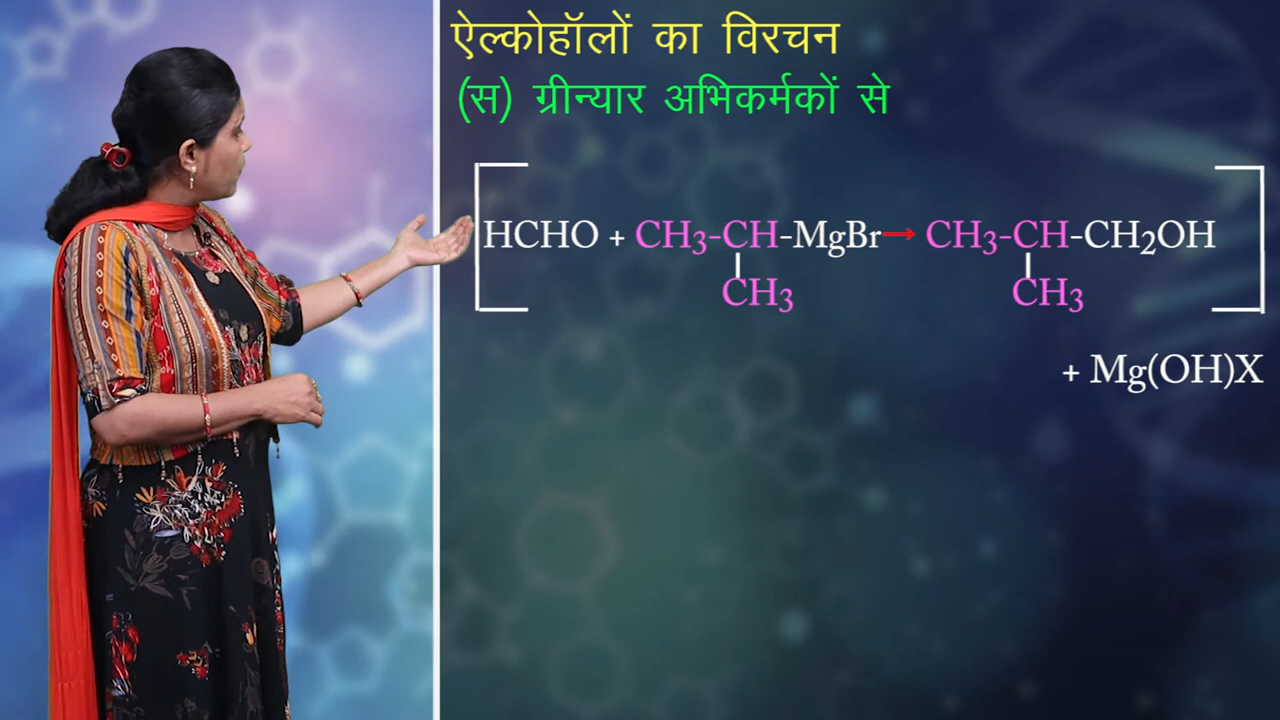 ऐल्कोहॉलों का विरचन
(स) ग्रीन्यार अभिकर्मकों से
HCHO + CH3-CH-MgBr→CH3-CH-CH2OH
CH3 CH3
+ Mg(OH)X